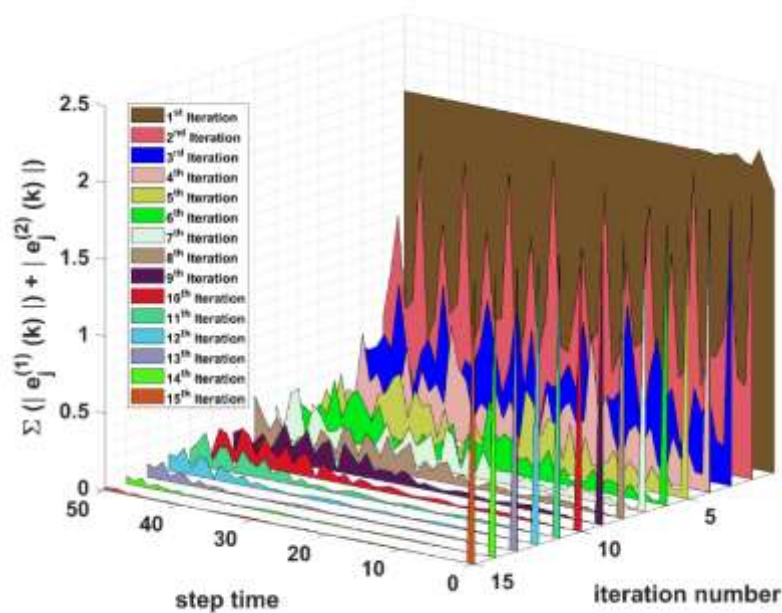 2.5
2
1.5
1
0.5
0
Σ (| e_j^(1) (k) |) + | e_j^(2) (k) |)
1st Iteration
2nd Iteration
3rd Iteration
4th Iteration
5th Iteration
6th Iteration
7th Iteration
8th Iteration
9th Iteration
10th Iteration
11th Iteration
12th Iteration
13th Iteration
14th Iteration
15th Iteration
50
40
30
20
10
0
step time
15
10
5
iteration number